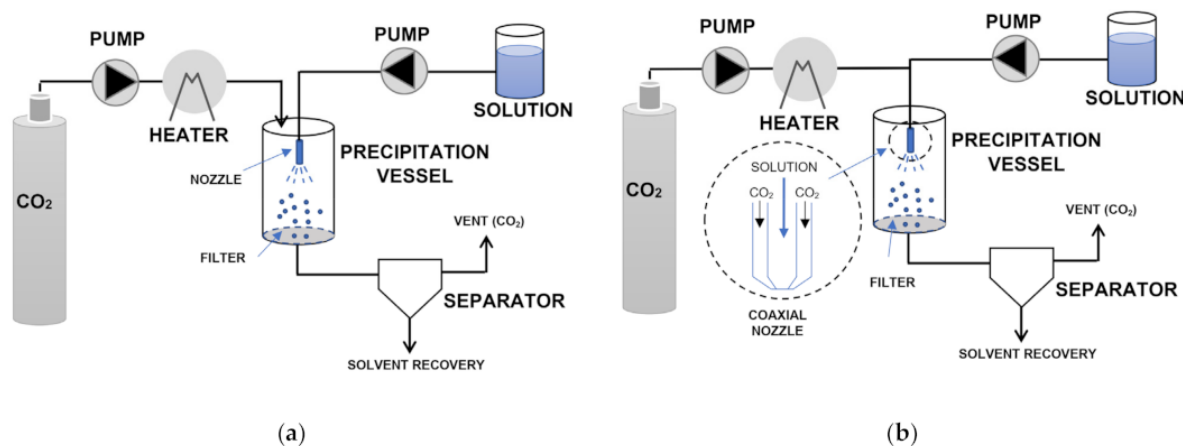 PUMP
PUMP
HEATER
SOLUTION
CO₂
NOZZLE
PRECIPITATION
VESSEL
FILTER
VENT (CO₂)
SEPARATOR
SOLVENT RECOVERY
(a)
PUMP
PUMP
HEATER
SOLUTION
CO₂
PRECIPITATION
VESSEL
SOLUTION
CO₂
CO₂
COAXIAL
NOZZLE
FILTER
VENT (CO₂)
SEPARATOR
SOLVENT RECOVERY
(b)